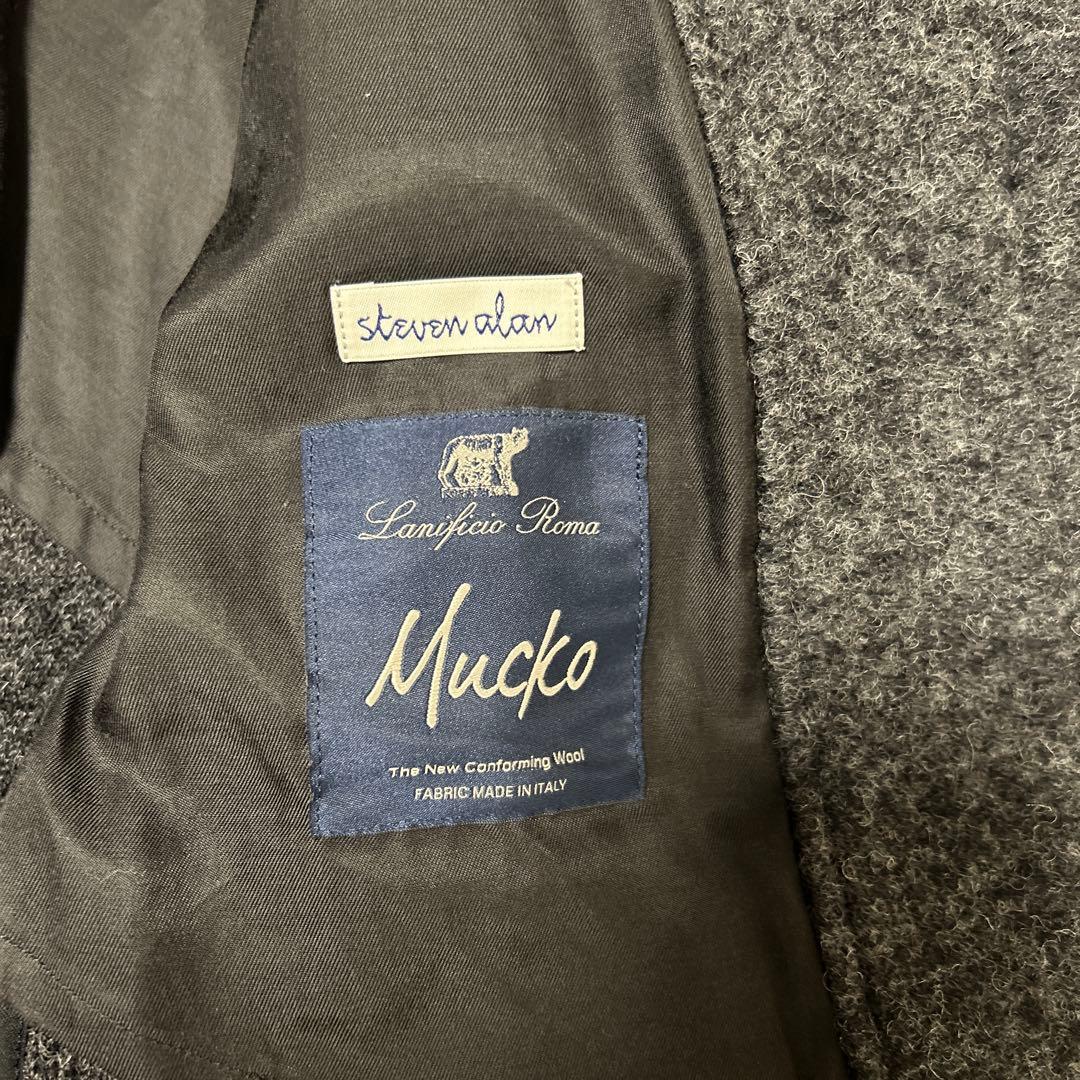 steven alan
Lanificio Roma
Mucko
The New Conforming Wool
FABRIC MADE IN ITALY